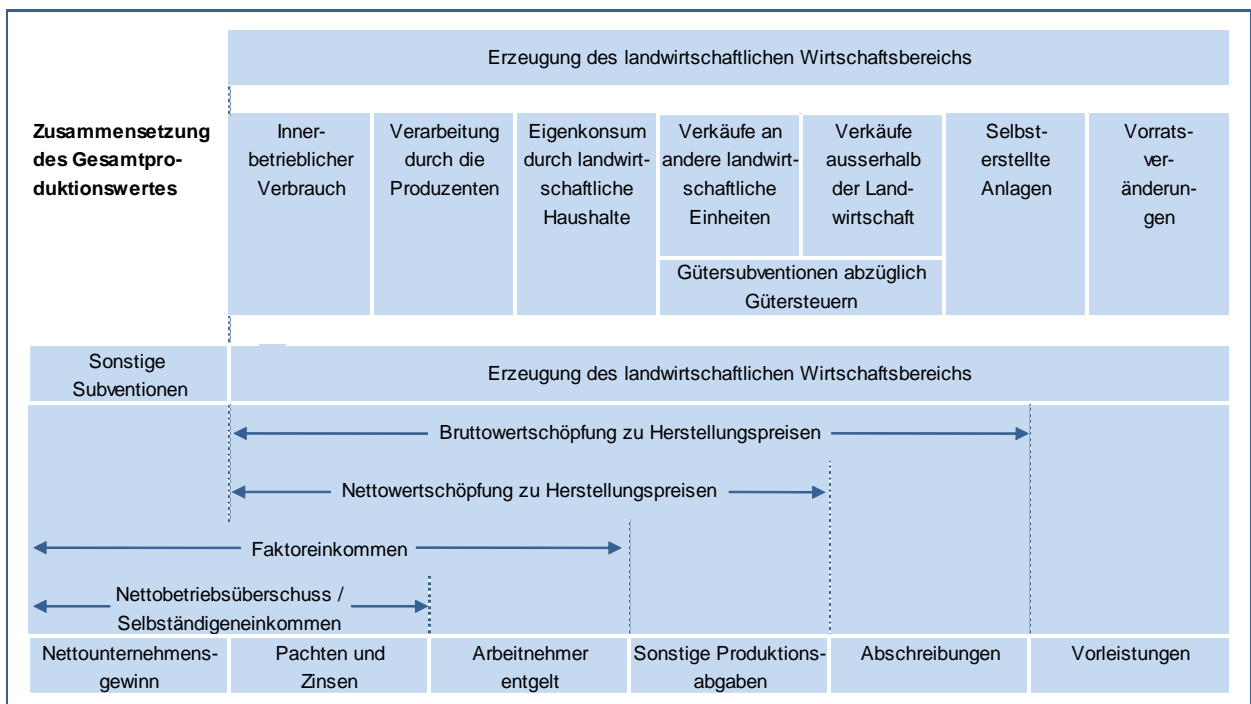 Erzeugung des landwirtschaftlichen Wirtschaftsbereichs
Zusammensetzung
des Gesamtpro-
duktionswertes
Inner-
betrieblicher
Verbrauch
Verarbeitung
durch die
Produzenten
Eigenkonsum
durch landwirt-
schaftliche
Haushalte
Verkäufe an
andere landwirt-
schaftliche
Einheiten
Verkäufe
ausserhalb
der Land-
wirtschaft
Selbst-
erstellte
Anlagen
Vorrats-
ver-
änderun-
gen
Gütersubventionen abzüglich
Gütersteuern
Sonstige
Subventionen
Erzeugung des landwirtschaftlichen Wirtschaftsbereichs
Bruttowertschöpfung zu Herstellungspreisen
Nettowertschöpfung zu Herstellungspreisen
Faktoreinkommen
Nettobetriebsüberschuss /
Selbständigeneinkommen
Nettounternehmens-
gewinn
Pachten und
Zinsen
Arbeitnehmer
entgelt
Sonstige Produktions-
abgaben
Abschreibungen
Vorleistungen